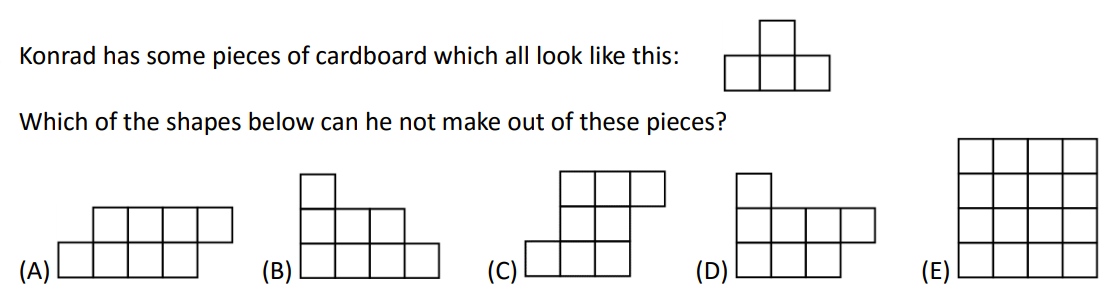 Konrad has some pieces of cardboard which all look like this:
Which of the shapes below can he not make out of these pieces?
(A) (B) (C) (D) (E)